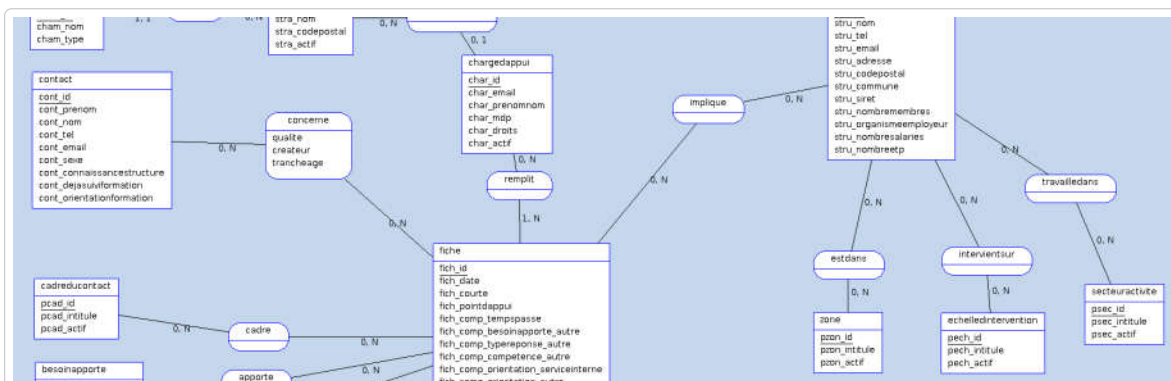 1, 1
cham_nom
cham_type
0, N
stra_nom
stra_codepostal
stra_actif
0, N
0, 1
stru_nom
stru_tel
stru_email
stru_adresse
stru_codepostal
stru_commune
stru_siret
stru_nombremembres
stru_organismeemployeur
stru_nombresalaries
stru_nombreetp
contact
cont_id
cont_prenom
cont_nom
cont_tel
cont_email
cont_sexe
cont_connaissancestructure
cont_dejasuiviformation
cont_orientationformation
0, N
concerne
qualite
createur
trancheage
0, N
chargedappui
char_id
char_email
char_prenomnom
char_mdp
char_droits
char_actif
0, N
remplit
1, N
implique
0, N
0, N
0, N
travailledans
0, N
0, N
estdans
0, N
0, N
intervientsur
0, N
fiche
fich_id
fich_date
fich_courte
fich_pointdappui
fich_comp_tempspasse
fich_comp_besoinapporte_autre
fich_comp_typereponse_autre
fich_comp_competence_autre
fich_comp_orientation_serviceinterne
cadreducontact
pcad_id
pcad_intitule
pcad_actif
0, N
cadre
0, N
zone
pzon_id
pzon_intitule
pzon_actif
echelledintervention
pech_id
pech_intitule
pech_actif
secteuractivite
psec_id
psec_intitule
psec_actif
besoinapporte
apporte
0, N